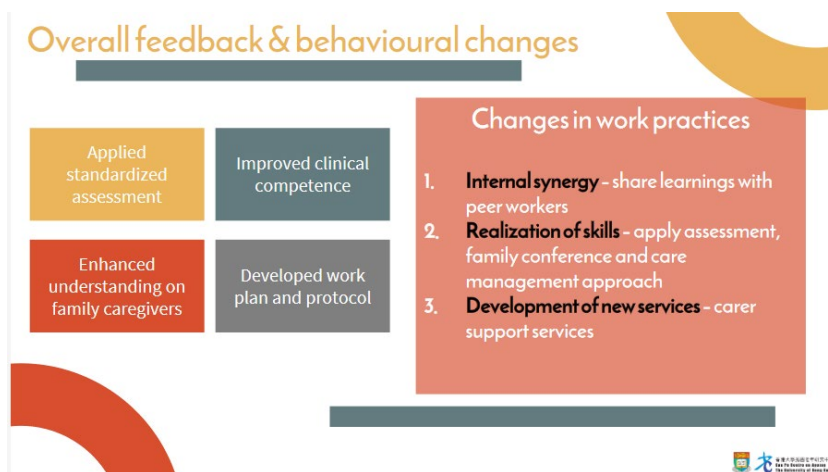 Overall feedback & behavioural changes
Applied
standardized
assessment
Improved clinical
competence
Enhanced
understanding on
family caregivers
Developed work
plan and protocol
Changes in work practices
1. Internal synergy – share learnings with
peer workers
2. Realization of skills – apply assessment,
family conference and care
management approach
3. Development of new services – carer
support services